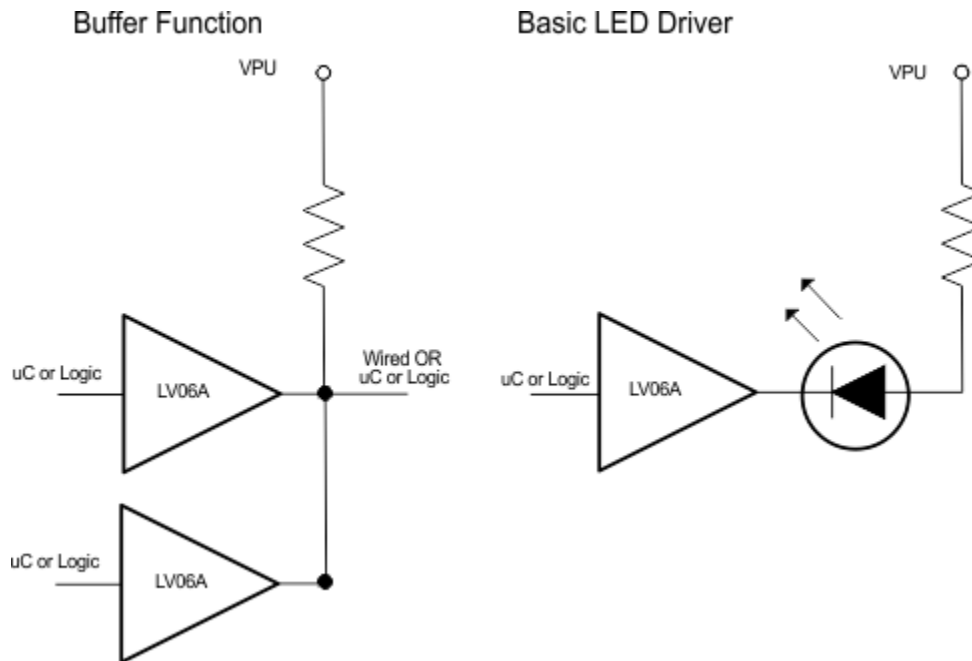 Buffer Function
VPU
Wired OR
uC or Logic
uC or Logic
LV06A
uC or Logic
LV06A
Basic LED Driver
VPU
uC or Logic
LV06A